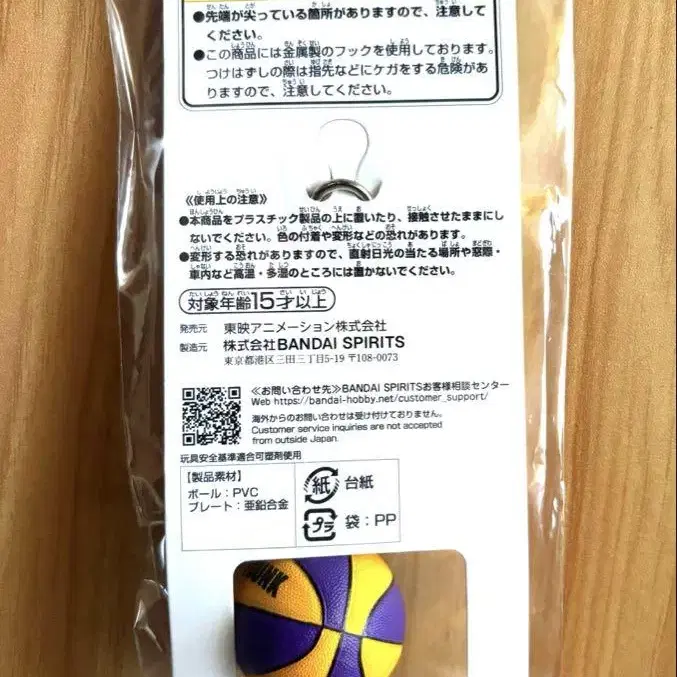 ●先端が尖っている箇所がありますので、注意して
ください。
●この商品には金属製のフックを使用しております。
つけはずしの際は指先などにケガをする危険があ
りますので、注意してください。
《使用上の注意》
●本商品をプラスチック製品の上に置いたり、接触させたままにし
ないでください。色の付着や変形などの恐れがあります。
●変形する恐れがありますので、直射日光の当たる場所や窓際・
車内など高温・多湿のところには置かないでください。
対象年齢15才以上
発売元 東映アニメーション株式会社
製造元 株式会社BANDAI SPIRITS
東京都港区三田三丁目5-19 〒108-0073
≪お問い合わせ先≫BANDAI SPIRITSお客様相談センター
Web https://bandai-hobby.net/customer_support/
海外からのお問い合わせは受け付けておりません。
Customer service inquiries are not accepted
from outside Japan.
玩具安全基準適合可塑剤使用
【製品素材】
ボール:PVC
プレート:亜鉛合金
紙 台紙
プラ 袋:PP